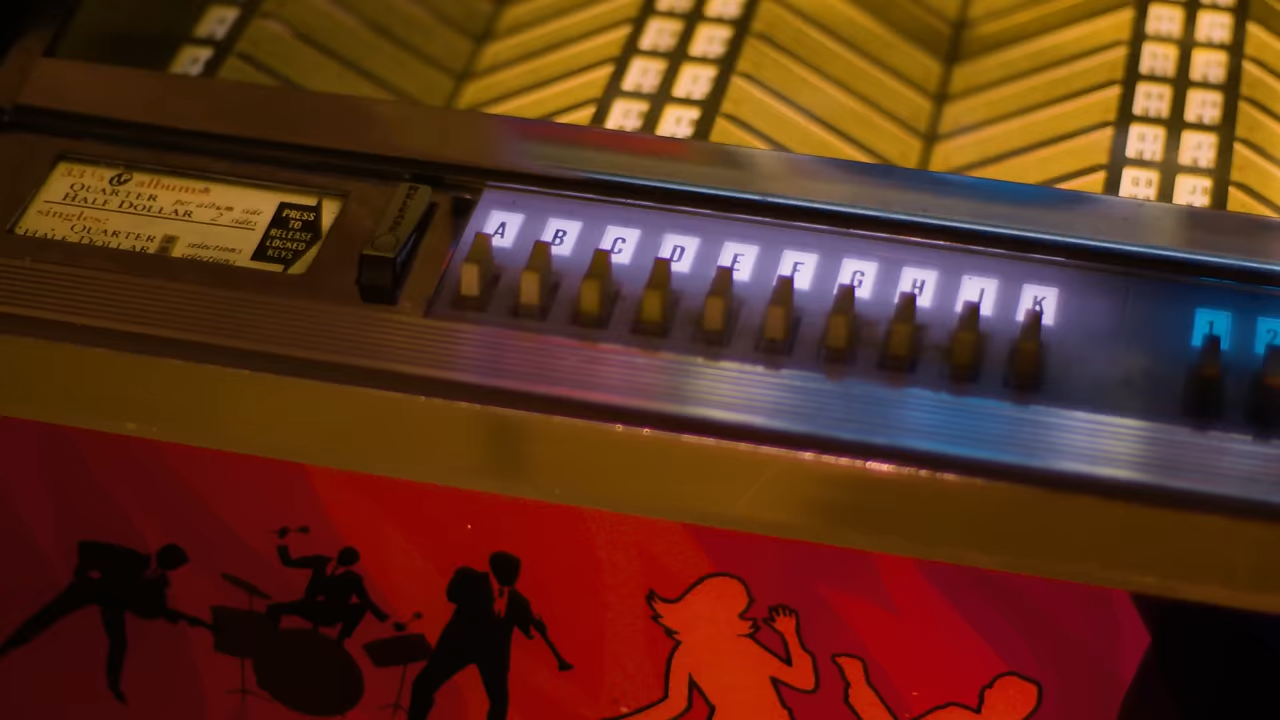 33⅓ albums
QUARTER per album side
HALF DOLLAR 2 sides
singles:
QUARTER selections
HALF DOLLAR selections
PRESS
TO
RELEASE
LOCKED
KEYS
A B C D E F G H J K
1 2